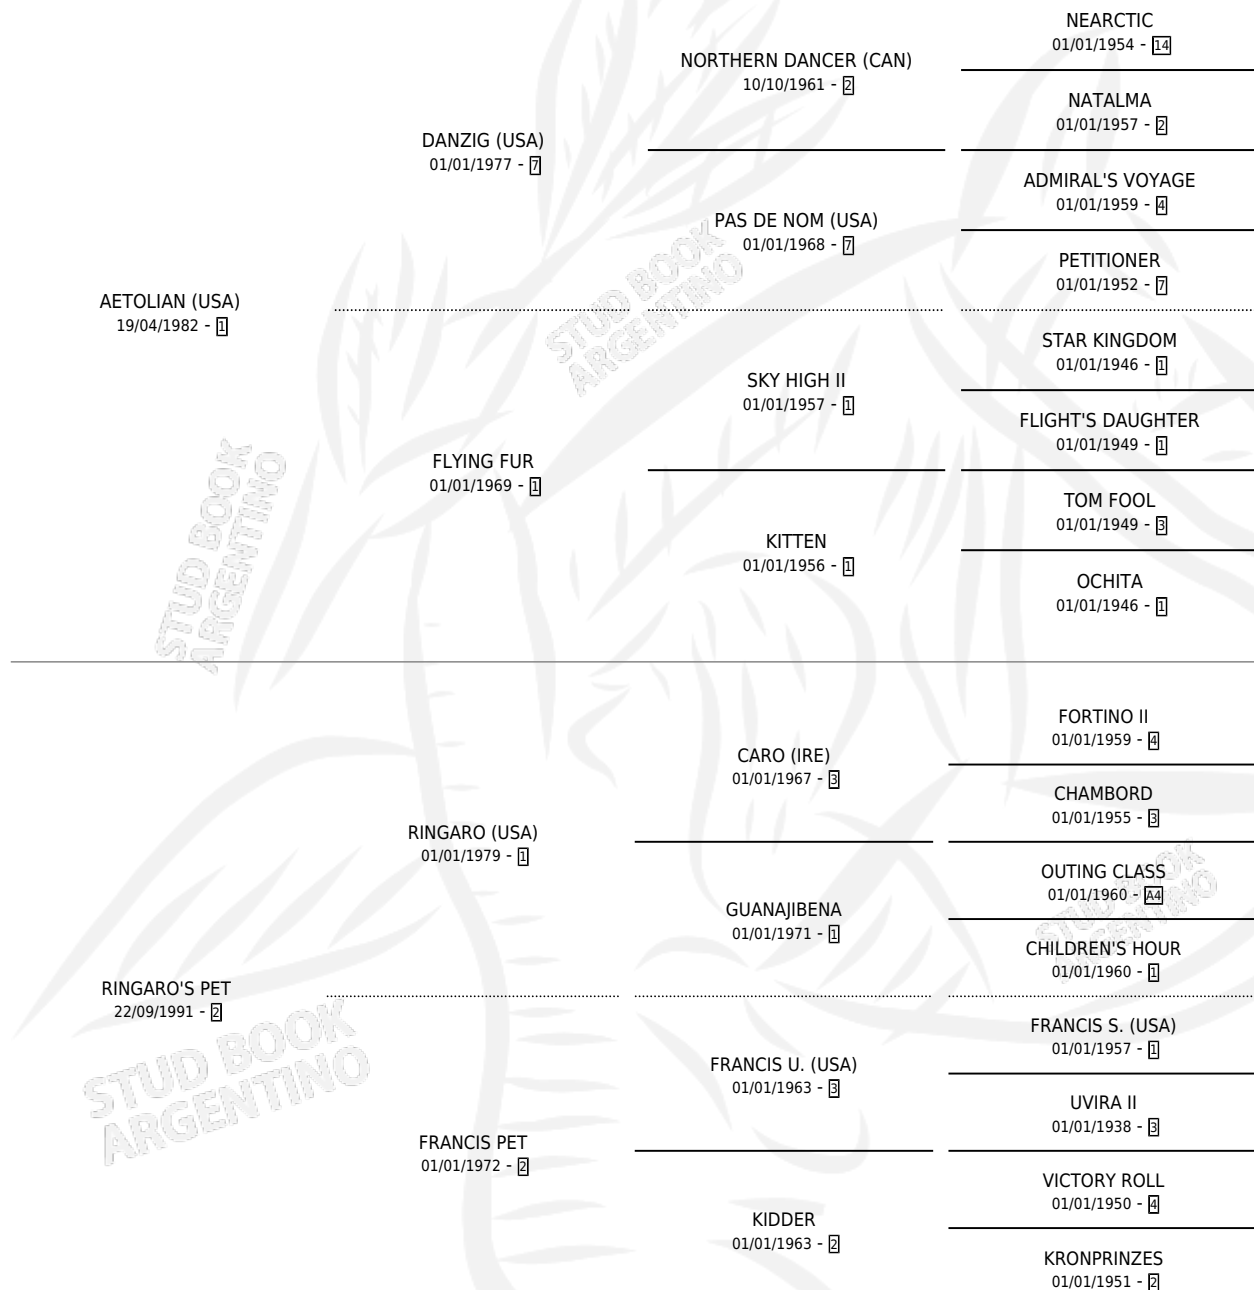 NEARCTIC
01/01/1954 - 14
NORTHERN DANCER (CAN)
10/10/1961 - 2
NATALMA
01/01/1957 - 2
DANZIG (USA)
01/01/1977 - 7
ADMIRAL'S VOYAGE
01/01/1959 - 4
PAS DE NOM (USA)
01/01/1968 - 7
PETITIONER
01/01/1952 - 7
AETOLIAN (USA)
19/04/1982 - 1
STAR KINGDOM
01/01/1946 - 1
SKY HIGH II
01/01/1957 - 1
FLIGHT'S DAUGHTER
01/01/1949 - 1
FLYING FUR
01/01/1969 - 1
TOM FOOL
01/01/1949 - 3
KITTEN
01/01/1956 - 1
OCHITA
01/01/1946 - 1
FORTINO II
01/01/1959 - 4
CARO (IRE)
01/01/1967 - 3
CHAMBORD
01/01/1955 - 3
RINGARO (USA)
01/01/1979 - 1
OUTING CLASS
01/01/1960 - A4
GUANAJIBENA
01/01/1971 - 1
CHILDREN'S HOUR
01/01/1960 - 1
RINGARO'S PET
22/09/1991 - 2
FRANCIS S. (USA)
01/01/1957 - 1
FRANCIS U. (USA)
01/01/1963 - 3
UVIRA II
01/01/1938 - 3
FRANCIS PET
01/01/1972 - 2
VICTORY ROLL
01/01/1950 - 4
KIDDER
01/01/1963 - 2
KRONPRINZES
01/01/1951 - 2
STUD BOOK
ARGENTINO
STUD BOOK
ARGENTINO
STUD BOOK
ARGENTINO
STUD BOOK
ARGENTINO